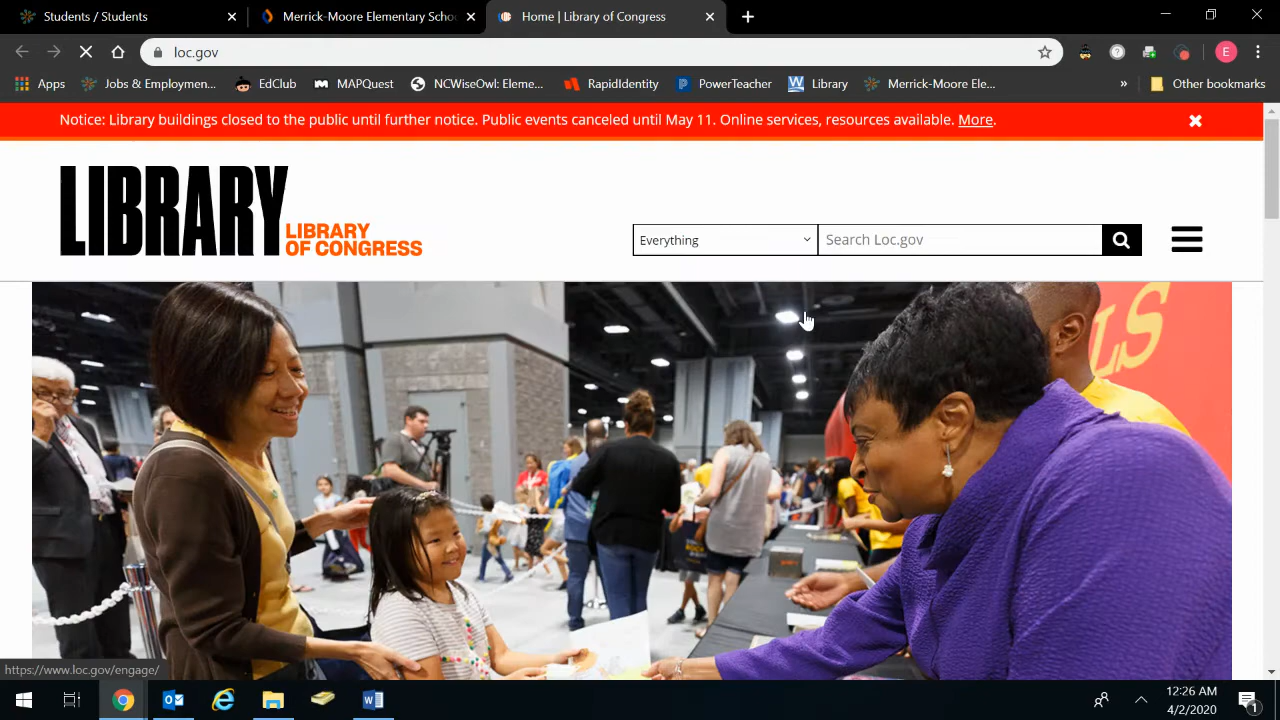 Students / Students
Merrick-Moore Elementary Scho
Home | Library of Congress
loc.gov
E
Apps
Jobs & Employmen...
EdClub
MAPQuest
NCWiseOwl: Eleme...
RapidIdentity
PowerTeacher
Library
Merrick-Moore Ele...
»
Other bookmarks
Notice: Library buildings closed to the public until further notice. Public events canceled until May 11. Online services, resources available. More.
LIBRARY
LIBRARY
OF CONGRESS
Everything
Search Loc.gov
LS
https://www.loc.gov/engage/
12:26 AM
4/2/2020
1